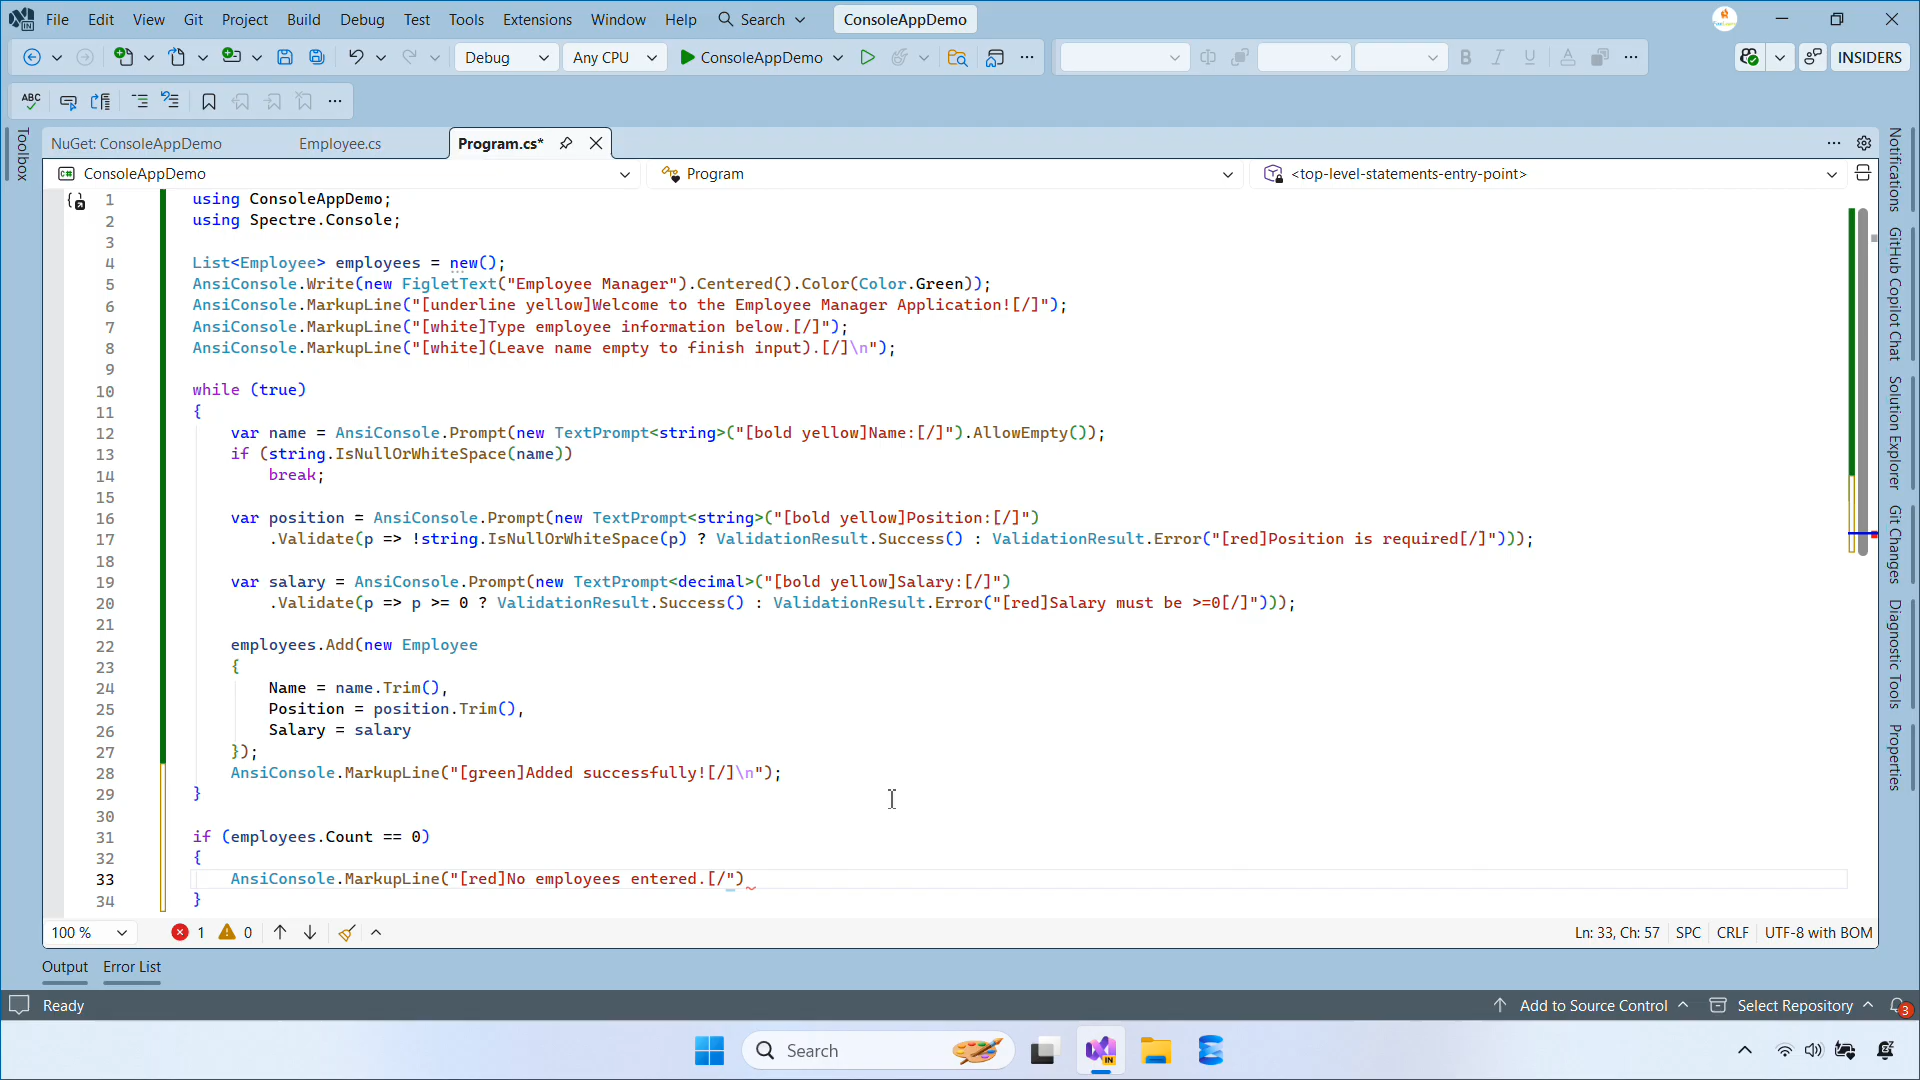 File Edit View Git Project Build Debug Test Tools Extensions Window Help Search ConsoleAppDemo
Debug Any CPU ConsoleAppDemo INSIDERS
ABC
NuGet: ConsoleAppDemo Employee.cs Program.cs*
ConsoleAppDemo Program <top-level-statements-entry-point>
1 using ConsoleAppDemo;
2 using Spectre.Console;
3
4 List<Employee> employees = new();
5 AnsiConsole.Write(new FigletText("Employee Manager").Centered().Color(Color.Green));
6 AnsiConsole.MarkupLine("[underline yellow]Welcome to the Employee Manager Application![/]");
7 AnsiConsole.MarkupLine("[white]Type employee information below.[/]");
8 AnsiConsole.MarkupLine("[white](Leave name empty to finish input).[/]\n");
9
10 while (true)
11 {
12 var name = AnsiConsole.Prompt(new TextPrompt<string>("[bold yellow]Name:[/]").AllowEmpty());
13 if (string.IsNullOrWhiteSpace(name))
14 break;
15
16 var position = AnsiConsole.Prompt(new TextPrompt<string>("[bold yellow]Position:[/]")
17 .Validate(p => !string.IsNullOrWhiteSpace(p) ? ValidationResult.Success() : ValidationResult.Error("[red]Position is required[/]")));
18
19 var salary = AnsiConsole.Prompt(new TextPrompt<decimal>("[bold yellow]Salary:[/]")
20 .Validate(p => p >= 0 ? ValidationResult.Success() : ValidationResult.Error("[red]Salary must be >=0[/]")));
21
22 employees.Add(new Employee
23 {
24 Name = name.Trim(),
25 Position = position.Trim(),
26 Salary = salary
27 });
28 AnsiConsole.MarkupLine("[green]Added successfully![/]\n");
29 }
30
31 if (employees.Count == 0)
32 {
33 AnsiConsole.MarkupLine("[red]No employees entered.[/")
34 }
100 % 1 0 Ln: 33, Ch: 57 SPC CRLF UTF-8 with BOM
Output Error List
Ready Add to Source Control Select Repository 3
Search
Toolbox
Notifications
GitHub Copilot Chat
Solution Explorer
Git Changes
Diagnostic Tools
Properties